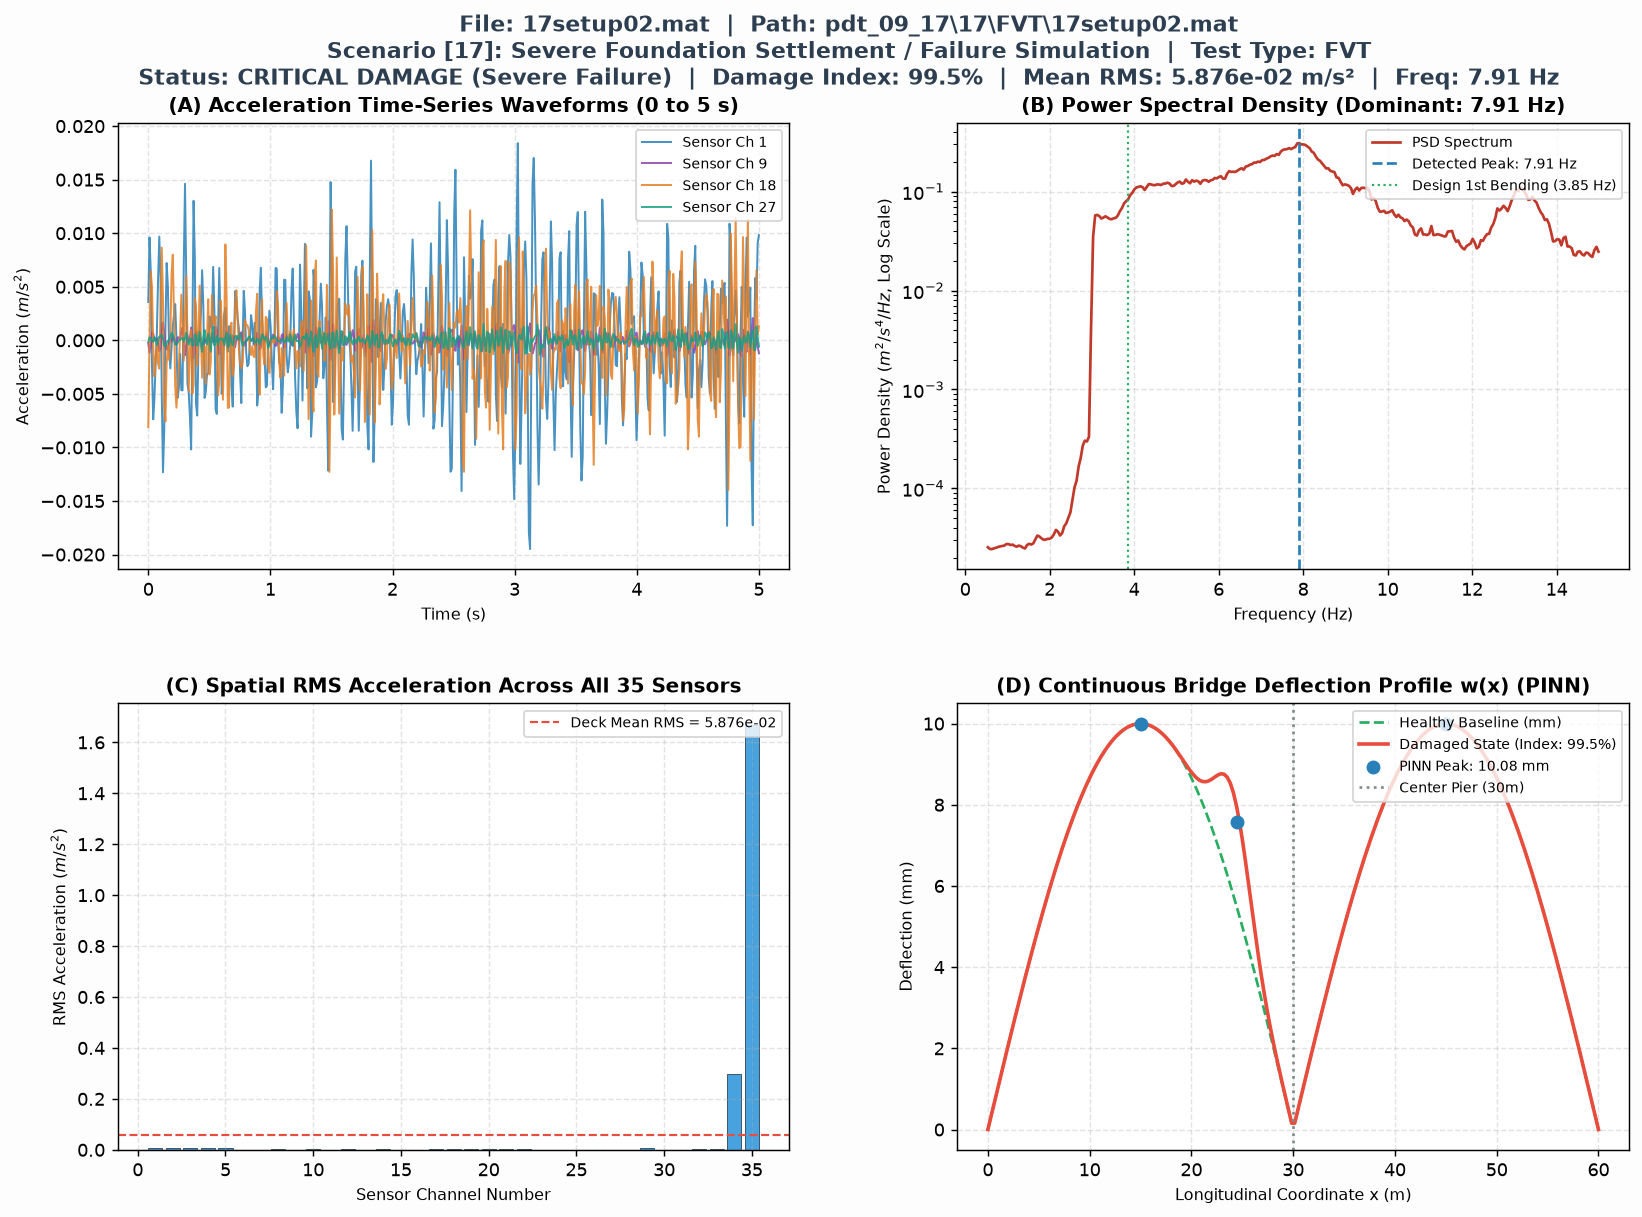 File: 17setup02.mat | Path: pdt_09_17\17\FVT\17setup02.mat
Scenario [17]: Severe Foundation Settlement / Failure Simulation | Test Type: FVT
Status: CRITICAL DAMAGE (Severe Failure) | Damage Index: 99.5% | Mean RMS: 5.876e-02 m/s² | Freq: 7.91 Hz
(A) Acceleration Time-Series Waveforms (0 to 5 s)
Sensor Ch 1
Sensor Ch 9
Sensor Ch 18
Sensor Ch 27
0.020
0.015
0.010
0.005
0.000
−0.005
−0.010
−0.015
−0.020
Acceleration (m/s²)
0 1 2 3 4 5
Time (s)
(B) Power Spectral Density (Dominant: 7.91 Hz)
PSD Spectrum
Detected Peak: 7.91 Hz
Design 1st Bending (3.85 Hz)
10⁻¹
10⁻²
10⁻³
10⁻⁴
Power Density (m²/s⁴/Hz, Log Scale)
0 2 4 6 8 10 12 14
Frequency (Hz)
(C) Spatial RMS Acceleration Across All 35 Sensors
Deck Mean RMS = 5.876e-02
1.6
1.4
1.2
1.0
0.8
0.6
0.4
0.2
0.0
RMS Acceleration (m/s²)
0 5 10 15 20 25 30 35
Sensor Channel Number
(D) Continuous Bridge Deflection Profile w(x) (PINN)
Healthy Baseline (mm)
Damaged State (Index: 99.5%)
PINN Peak: 10.08 mm
Center Pier (30m)
10
8
6
4
2
0
Deflection (mm)
0 10 20 30 40 50 60
Longitudinal Coordinate x (m)